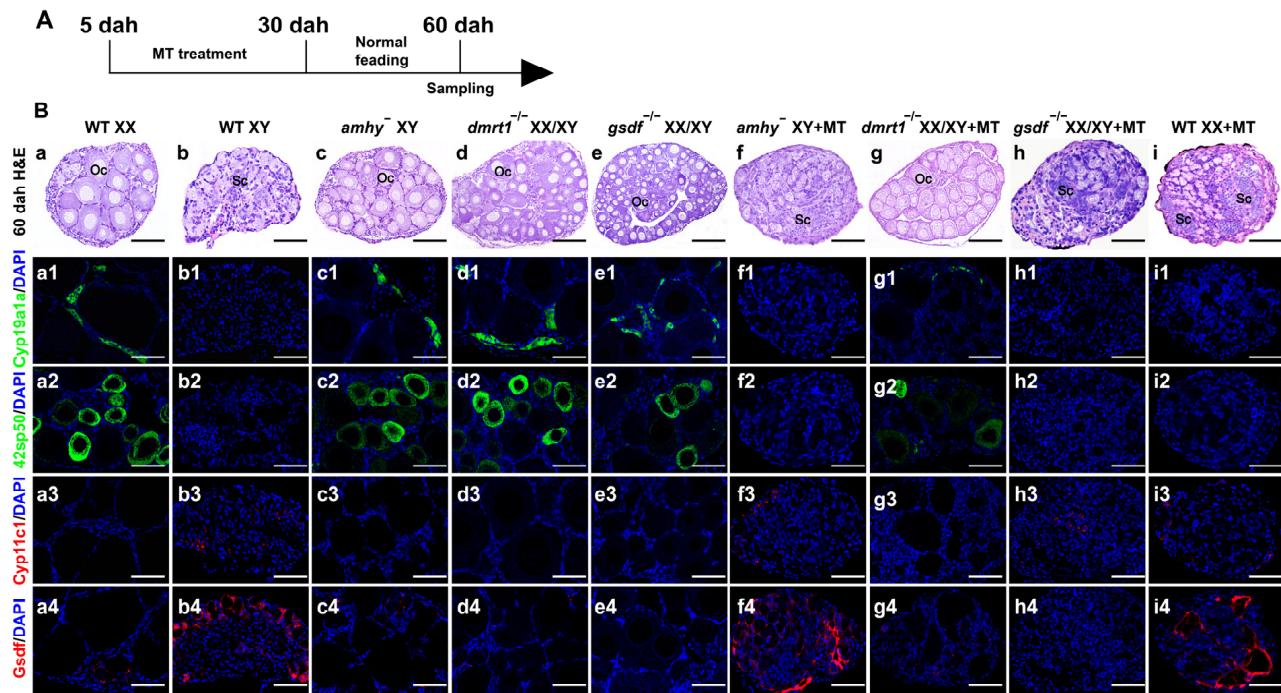 A
5 dah 30 dah 60 dah
MT treatment
Normal
feading
Sampling
B
WT XX WT XY amhy⁻ XY dmrt1⁻/⁻ XX/XY gsdf⁻/⁻ XX/XY amhy⁻ XY+MT dmrt1⁻/⁻XX/XY+MT gsdf⁻/⁻XX/XY+MT WT XX+MT
60 dah H&E
a b c d e f g h i
Oc Sc Oc Oc Oc Sc Oc Sc Sc Sc
Cyp19a1a/DAPI
a1 b1 c1 d1 e1 f1 g1 h1 i1
42sp50/DAPI
a2 b2 c2 d2 e2 f2 g2 h2 i2
Cyp11c1/DAPI
a3 b3 c3 d3 e3 f3 g3 h3 i3
Gsdf/DAPI
a4 b4 c4 d4 e4 f4 g4 h4 i4